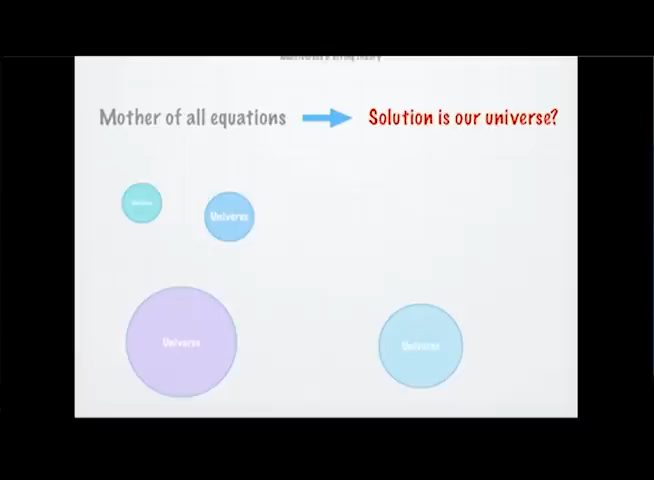 Mother of all equations
Solution is our universe?
Universe
Universe
Universe